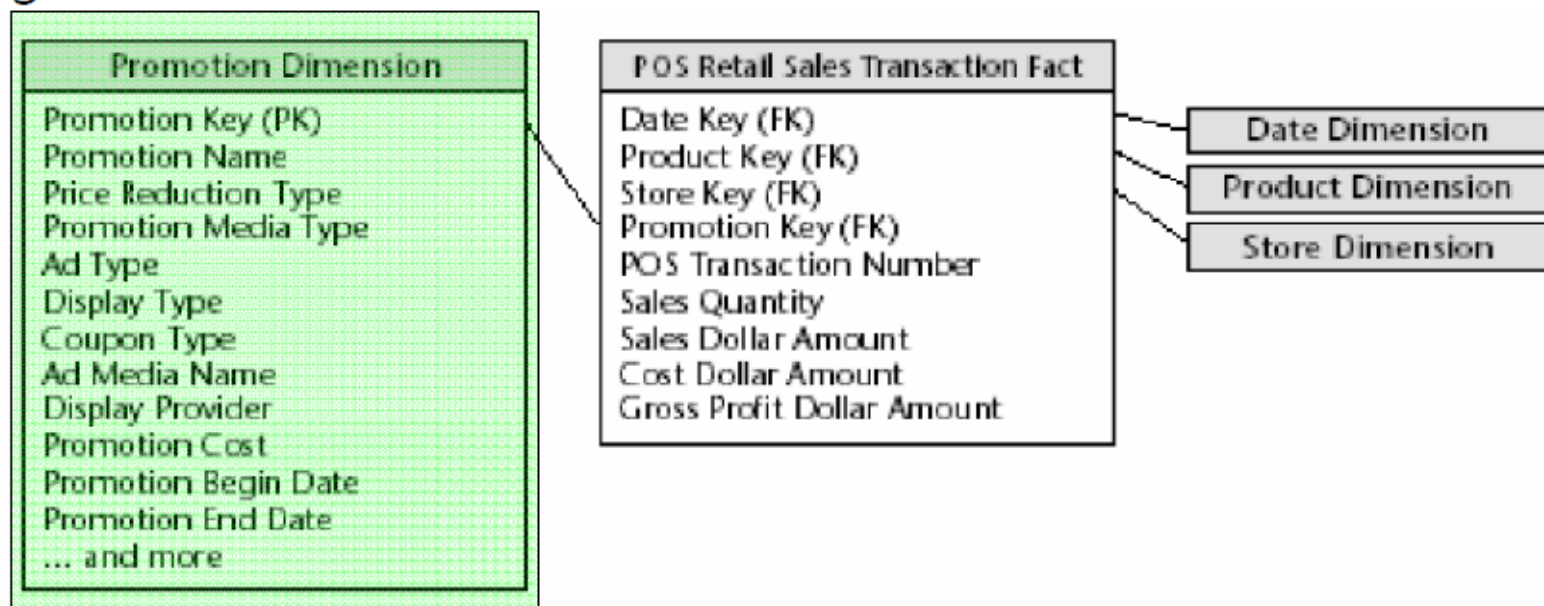 Promotion Dimension
Promotion Key (PK)
Promotion Name
Price Reduction Type
Promotion Media Type
Ad Type
Display Type
Coupon Type
Ad Media Name
Display Provider
Promotion Cost
Promotion Begin Date
Promotion End Date
... and more
POS Retail Sales Transaction Fact
Date Key (FK)
Product Key (FK)
Store Key (FK)
Promotion Key (FK)
POS Transaction Number
Sales Quantity
Sales Dollar Amount
Cost Dollar Amount
Gross Profit Dollar Amount
Date Dimension
Product Dimension
Store Dimension